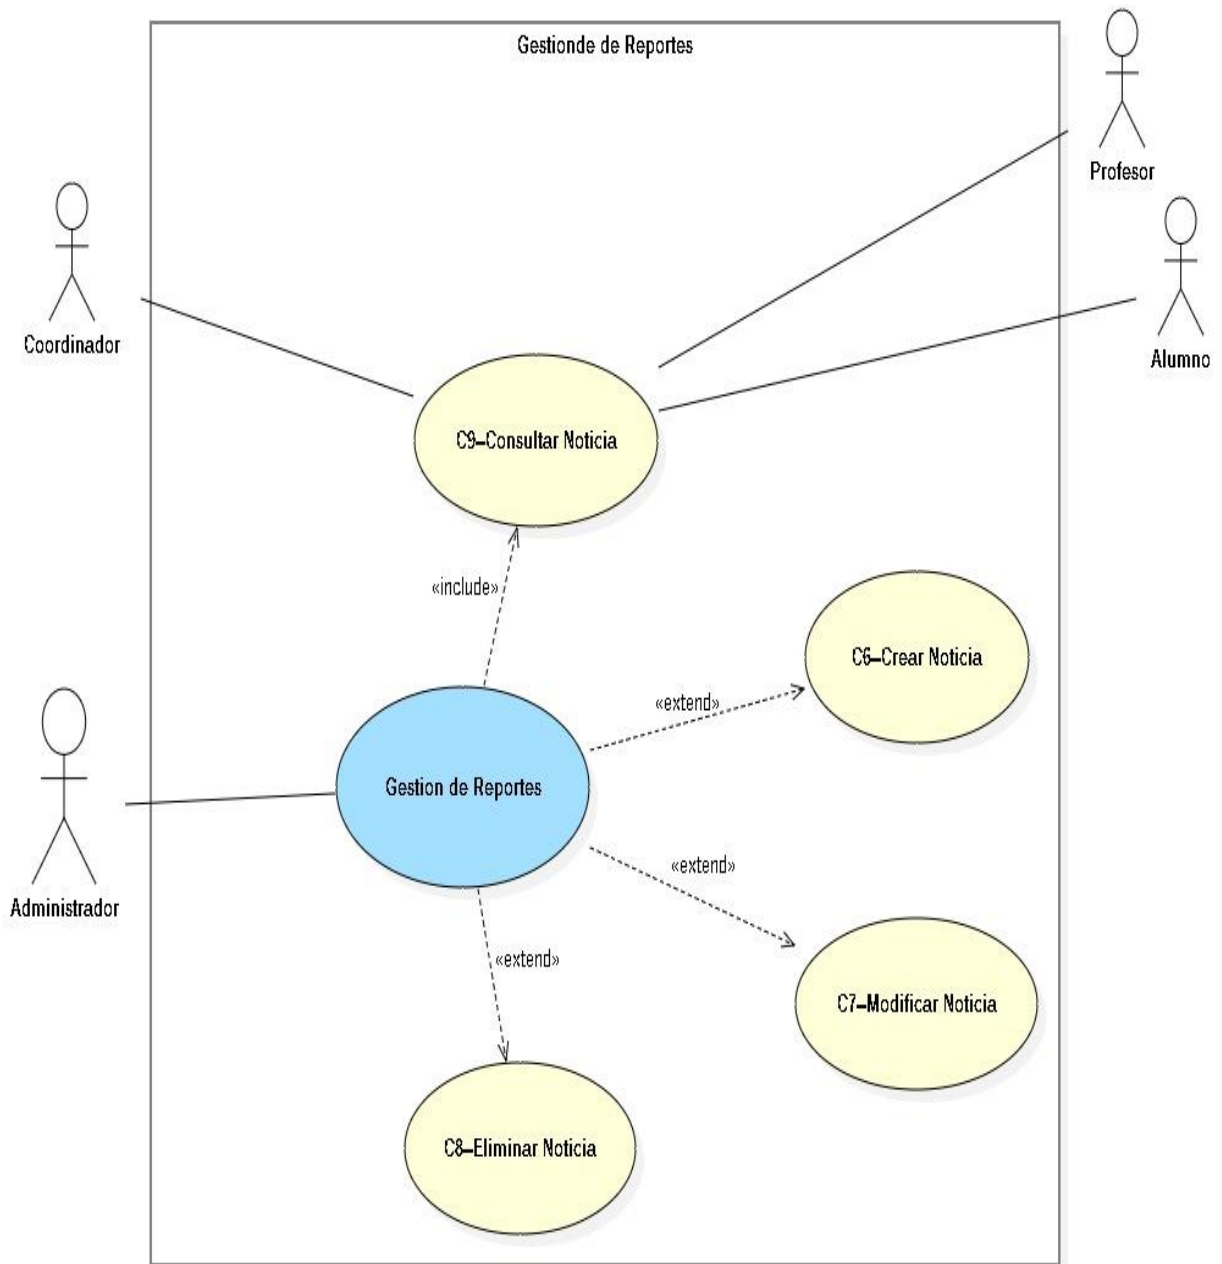 Gestionde de Reportes
Profesor
Coordinador
Alumno
C9–Consultar Noticia
«include»
C6–Crear Noticia
«extend»
Gestion de Reportes
«extend»
Administrador
«extend»
C7–Modificar Noticia
C8–Eliminar Noticia